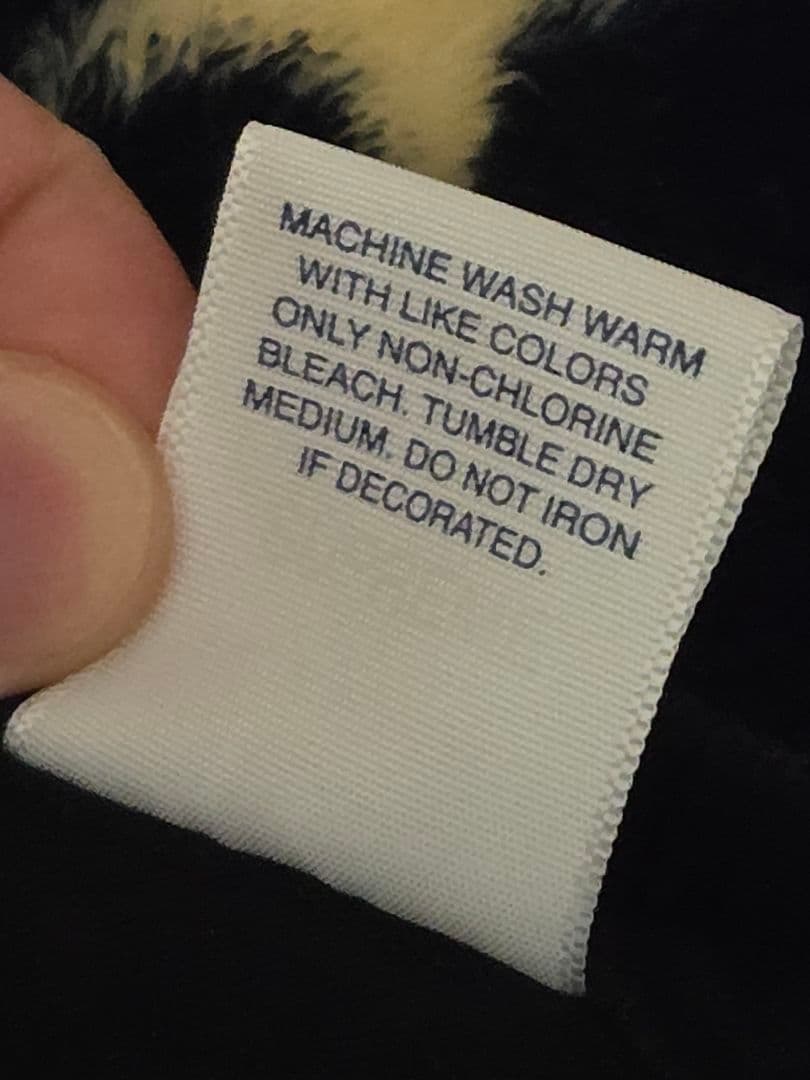 MACHINE WASH WARM
WITH LIKE COLORS
ONLY NON-CHLORINE
BLEACH. TUMBLE DRY
MEDIUM. DO NOT IRON
IF DECORATED.